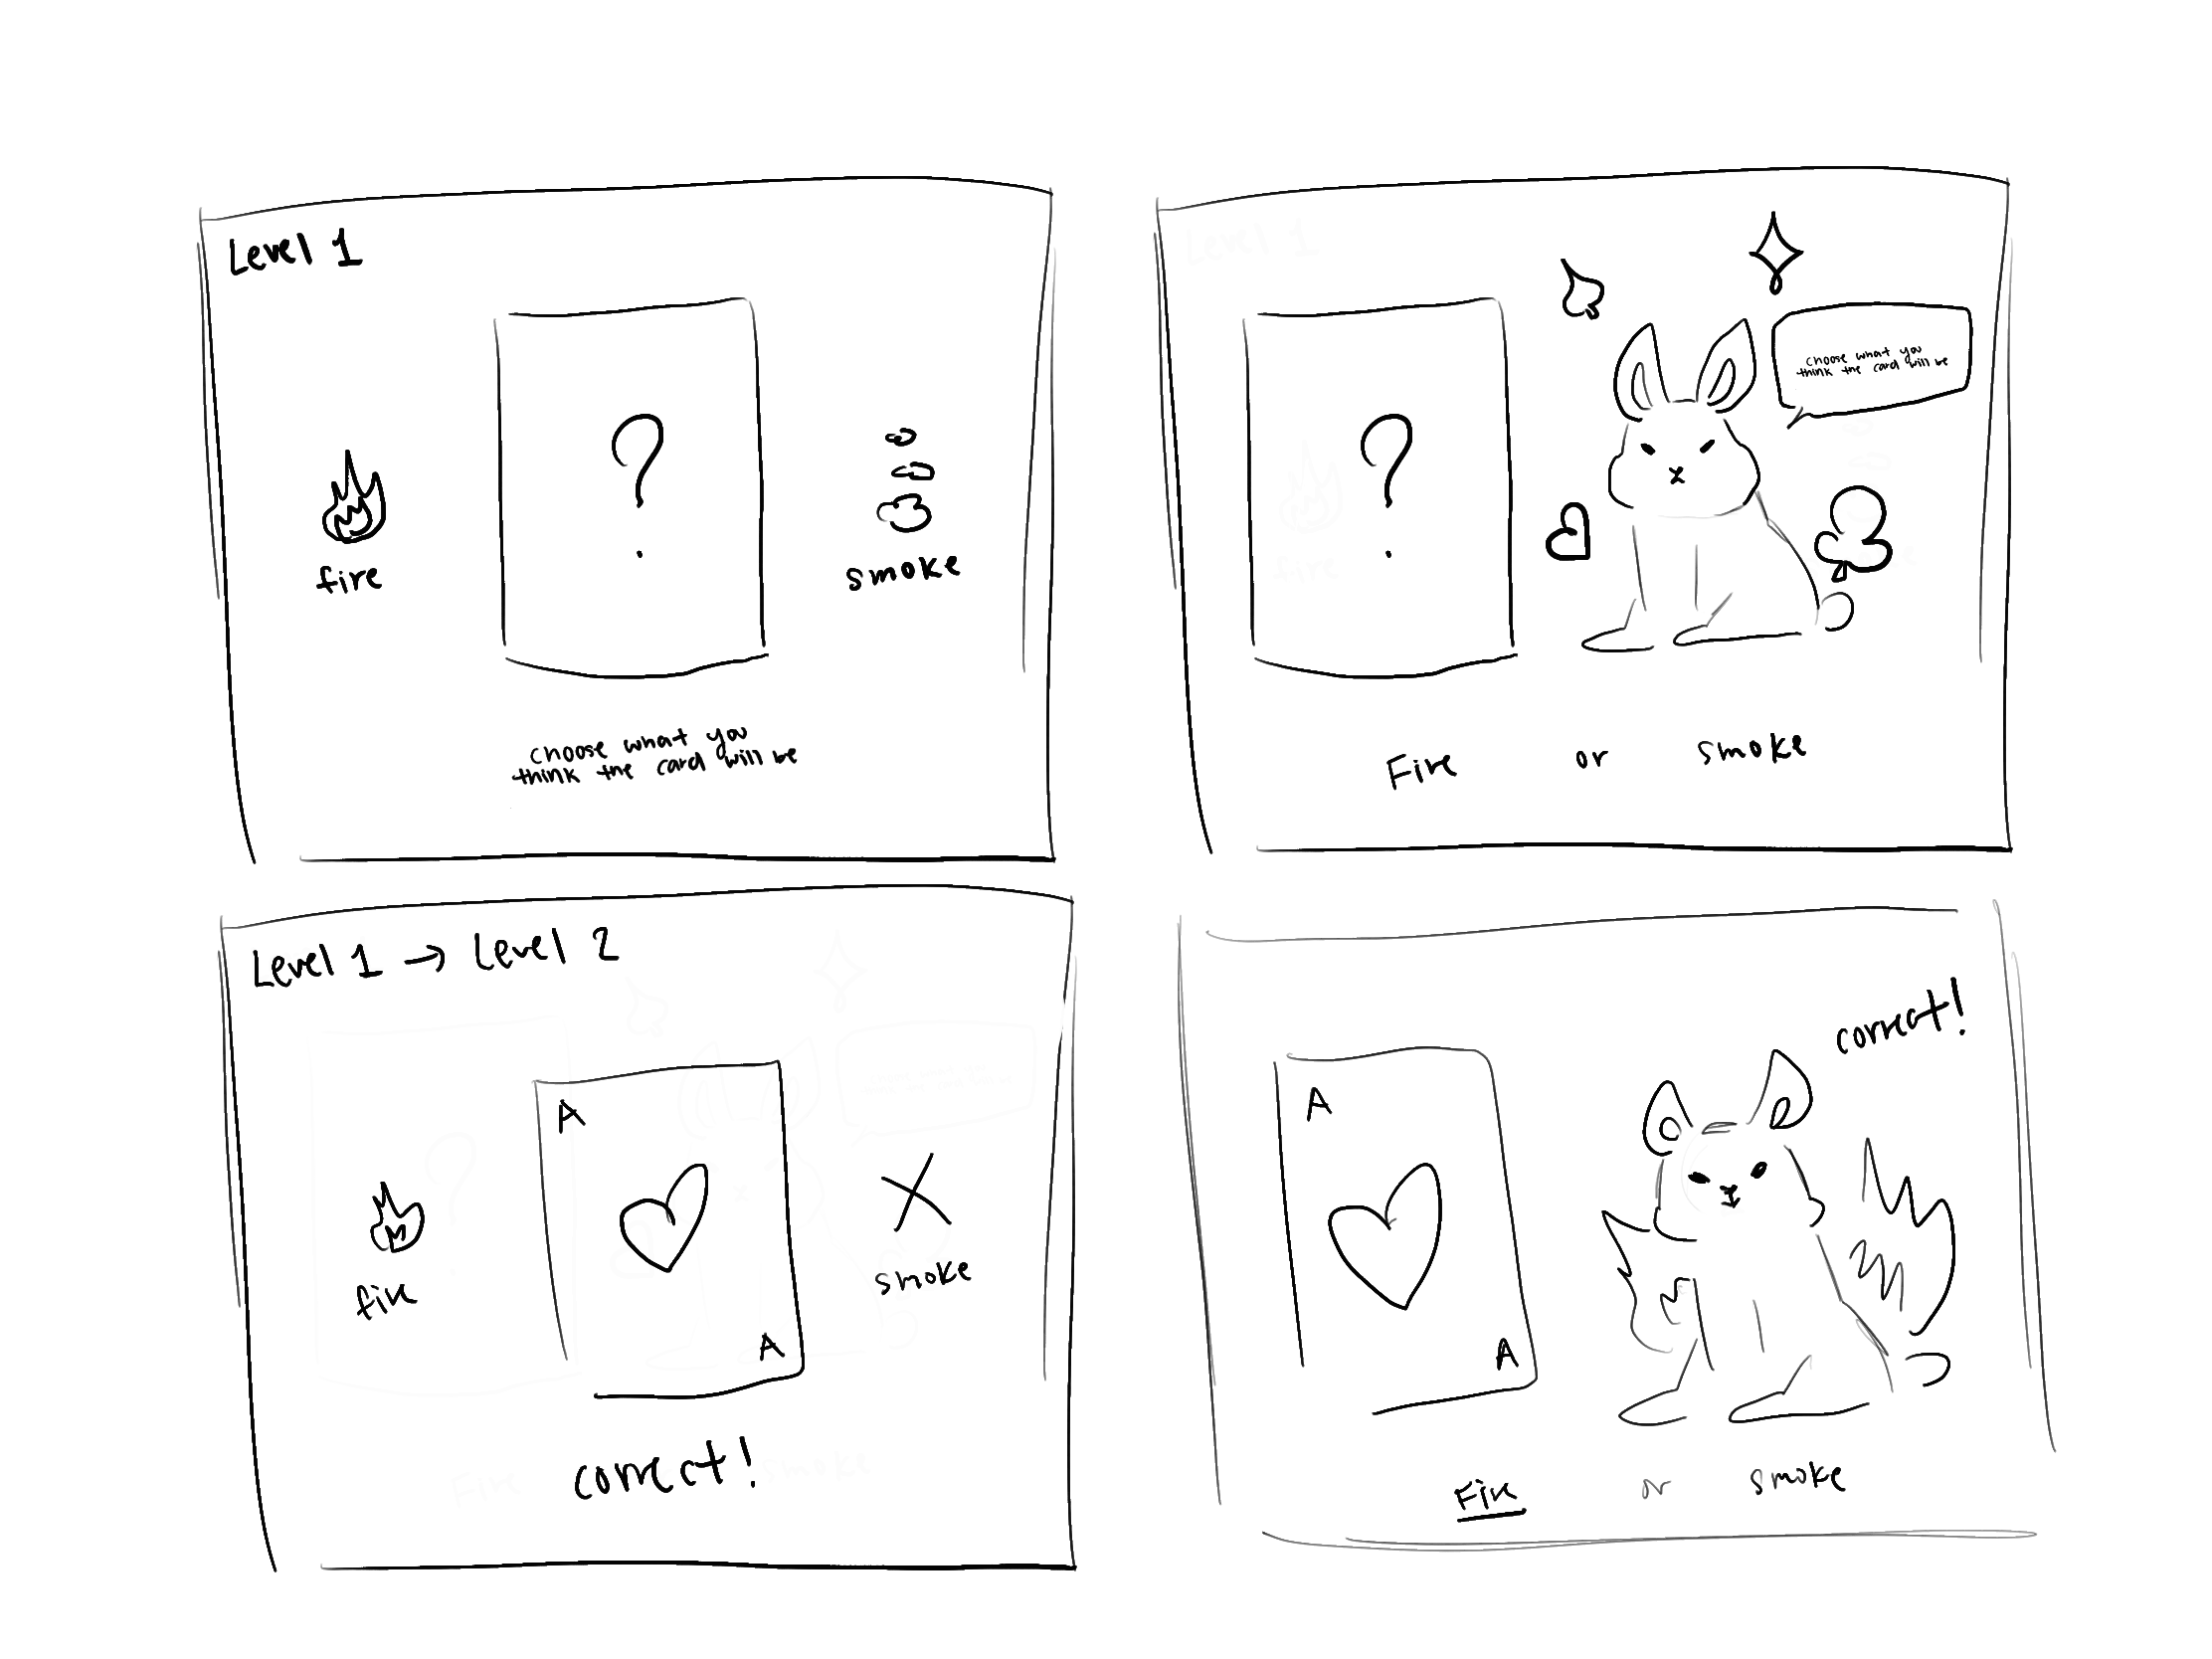 Level 1
?
fire
smoke
choose what you
think the card will be
?
choose what you
think the card will be
Fire or smoke
Level 1 → Level 2
A
fire
smoke
A
correct!
correct!
A
A
Fire or smoke